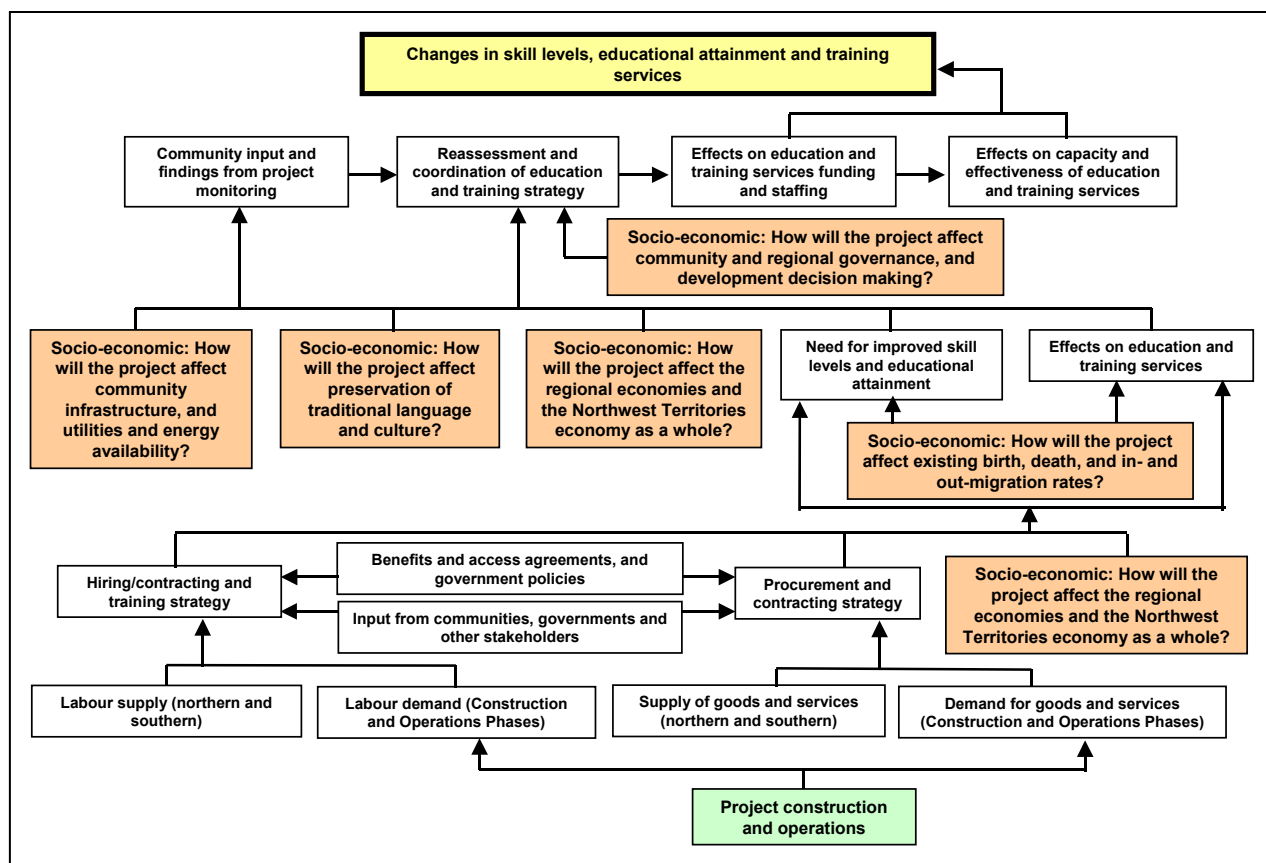 Changes in skill levels, educational attainment and training
services
Community input and
findings from project
monitoring
Reassessment and
coordination of education
and training strategy
Effects on education and
training services funding
and staffing
Effects on capacity and
effectiveness of education
and training services
Socio-economic: How will the project affect
community and regional governance, and
development decision making?
Socio-economic: How
will the project affect
community
infrastructure, and
utilities and energy
availability?
Socio-economic: How
will the project affect
preservation of
traditional language
and culture?
Socio-economic: How
will the project affect the
regional economies and
the Northwest Territories
economy as a whole?
Need for improved skill
levels and educational
attainment
Effects on education and
training services
Socio-economic: How will the project
affect existing birth, death, and in- and
out-migration rates?
Hiring/contracting and
training strategy
Benefits and access agreements, and
government policies
Input from communities, governments and
other stakeholders
Procurement and
contracting strategy
Socio-economic: How will the
project affect the regional
economies and the Northwest
Territories economy as a whole?
Labour supply (northern and
southern)
Labour demand (Construction
and Operations Phases)
Supply of goods and services
(northern and southern)
Demand for goods and services
(Construction and Operations Phases)
Project construction
and operations